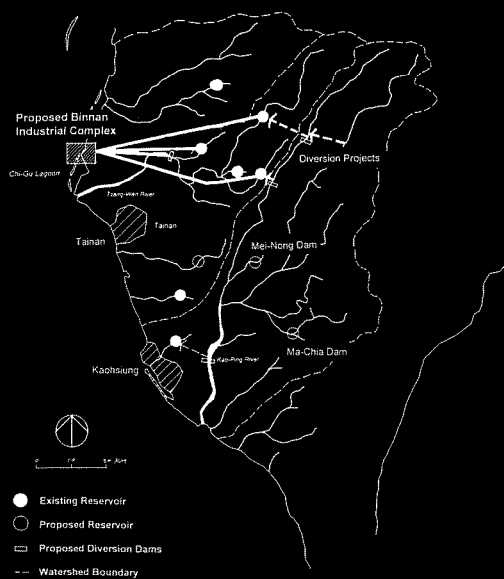 Proposed Binnan
Industrial Complex
Chi-Gu Lagoon
Diversion Projects
Tseng-Wen River
Tainan
Tainan
Mei-Nong Dam
Ma-Chia Dam
Kao-Ping River
Kaohsiung
Existing Reservoir
Proposed Reservoir
Proposed Diversion Dams
Watershed Boundary